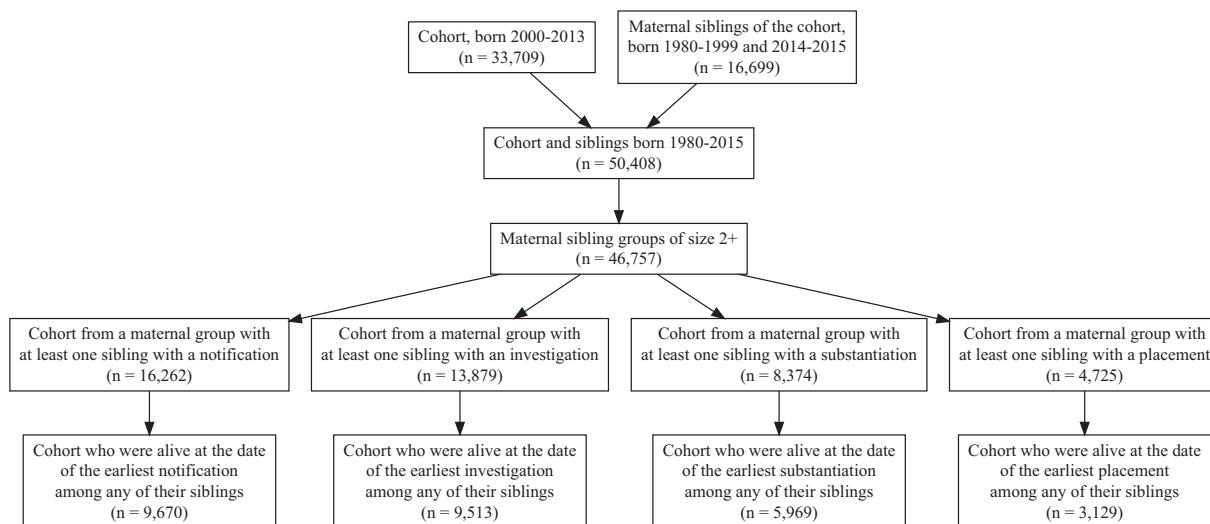 Cohort, born 2000-2013
(n = 33,709)
Maternal siblings of the cohort,
born 1980-1999 and 2014-2015
(n = 16,699)
Cohort and siblings born 1980-2015
(n = 50,408)
Maternal sibling groups of size 2+
(n = 46,757)
Cohort from a maternal group with
at least one sibling with a notification
(n = 16,262)
Cohort from a maternal group with
at least one sibling with an investigation
(n = 13,879)
Cohort from a maternal group with
at least one sibling with a substantiation
(n = 8,374)
Cohort from a maternal group with
at least one sibling with a placement
(n = 4,725)
Cohort who were alive at the date
of the earliest notification
among any of their siblings
(n = 9,670)
Cohort who were alive at the date
of the earliest investigation
among any of their siblings
(n = 9,513)
Cohort who were alive at the date
of the earliest substantiation
among any of their siblings
(n = 5,969)
Cohort who were alive at the date
of the earliest placement
among any of their siblings
(n = 3,129)